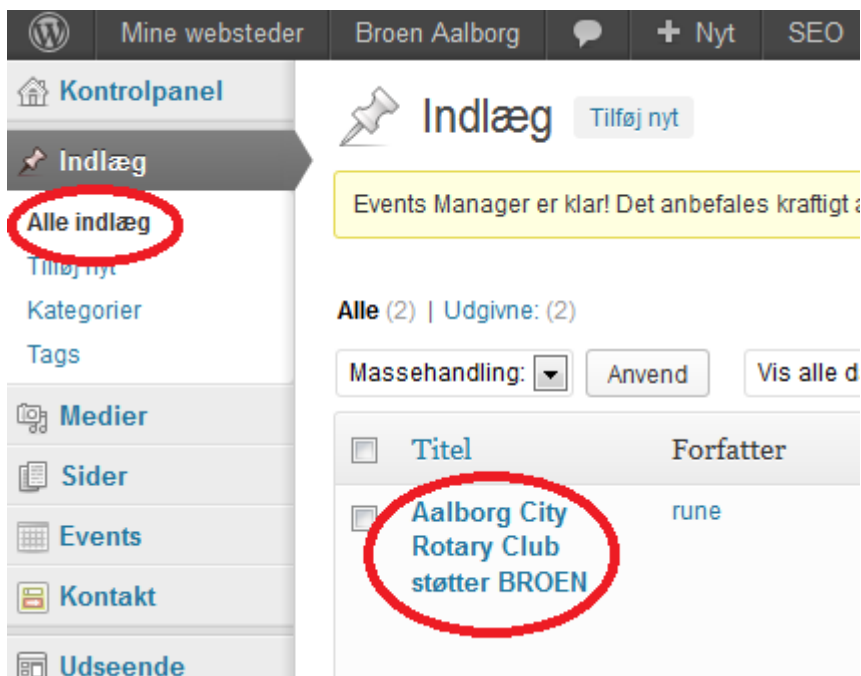 Mine websteder Broen Aalborg + Nyt SEO
Kontrolpanel
Indlæg
Alle indlæg
Tilføj nyt
Kategorier
Tags
Medier
Sider
Events
Kontakt
Udseende
Indlæg Tilføj nyt
Events Manager er klar! Det anbefales kraftigt
Alle (2) | Udgivne: (2)
Massehandling: Anvend Vis alle d
Titel Forfatter
Aalborg City rune
Rotary Club
støtter BROEN